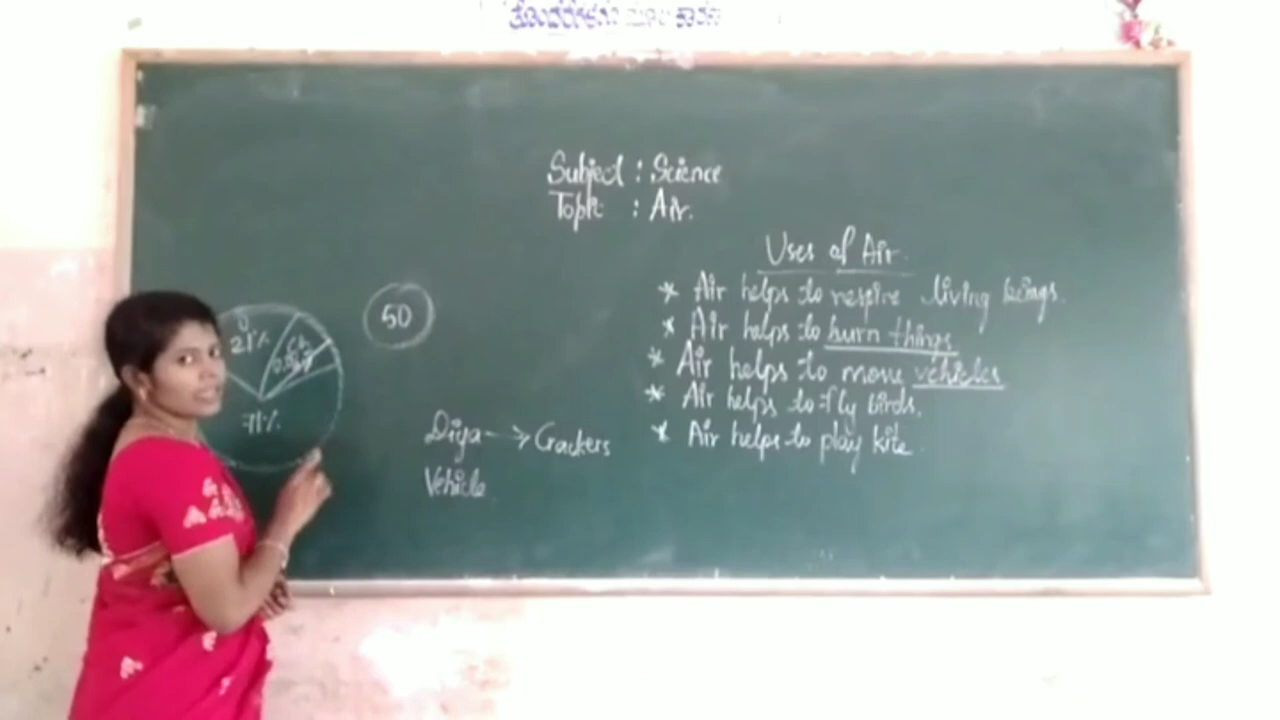 Subject : Science
Topic : Air.
Uses of Air.
* Air helps to respire living beings.
* Air helps to burn things
* Air helps to move vehicles
* Air helps to fly birds.
* Air helps to play kite.
50
21%
71%
Diya --> Crackers
Vehicle